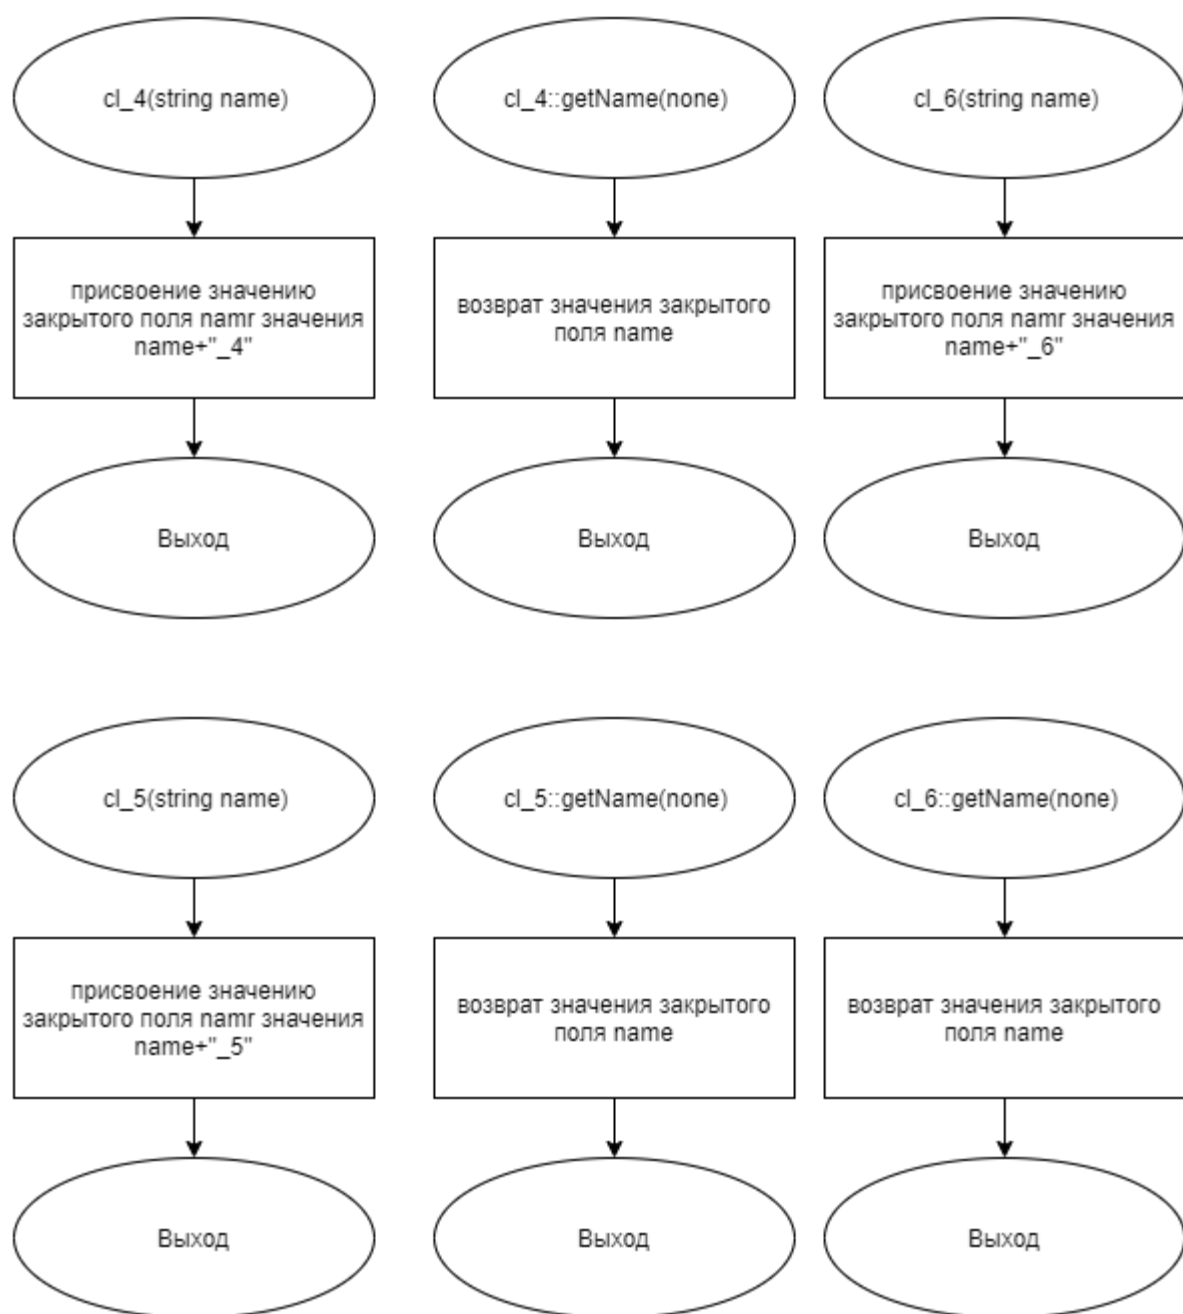 cl_4(string name)
cl_4::getName(none)
cl_6(string name)
присвоение значению
закрытого поля namr значения
name+"_4"
возврат значения закрытого
поля name
присвоение значению
закрытого поля namr значения
name+"_6"
Выход
Выход
Выход
cl_5(string name)
cl_5::getName(none)
cl_6::getName(none)
присвоение значению
закрытого поля namr значения
name+"_5"
возврат значения закрытого
поля name
возврат значения закрытого
поля name
Выход
Выход
Выход